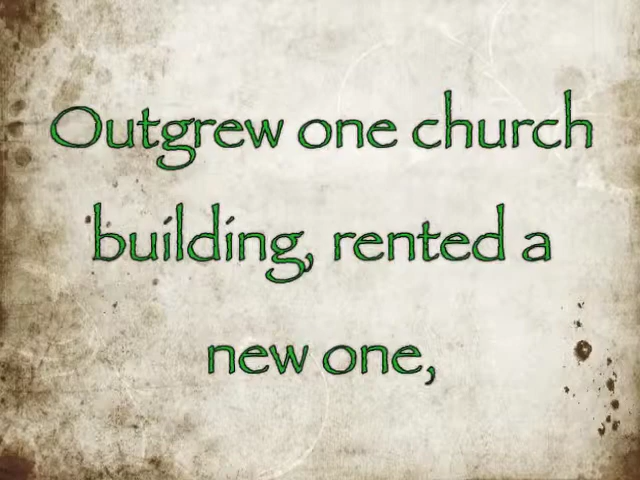 Outgrew one church
building, rented a
new one,